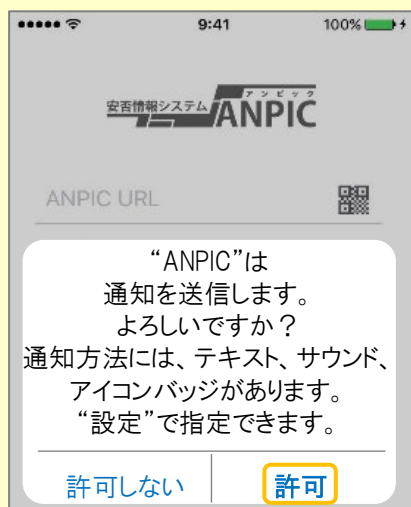 9:41
100%
アンピック
安否情報システム ANPIC
ANPIC URL
“ANPIC”は
通知を送信します。
よろしいですか？
通知方法には、テキスト、サウンド、
アイコンバッジがあります。
“設定”で指定できます。
許可しない
許可